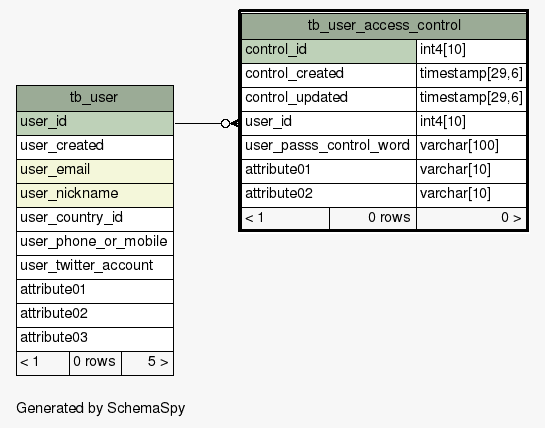 tb_user_access_control
control_id int4[10]
control_created timestamp[29,6]
control_updated timestamp[29,6]
user_id int4[10]
user_passs_control_word varchar[100]
attribute01 varchar[10]
attribute02 varchar[10]
< 1 0 rows 0 >
tb_user
user_id
user_created
user_email
user_nickname
user_country_id
user_phone_or_mobile
user_twitter_account
attribute01
attribute02
attribute03
< 1 0 rows 5 >
Generated by SchemaSpy